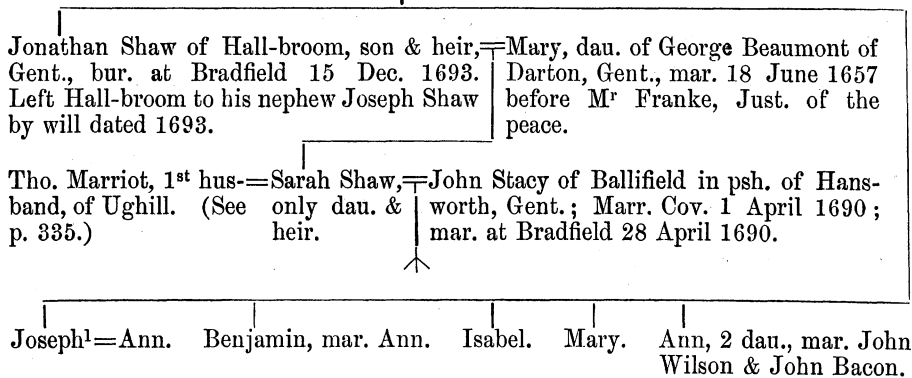 Jonathan Shaw of Hall-broom, son & heir,
Gent., bur. at Bradfield 15 Dec. 1693.
Left Hall-broom to his nephew Joseph Shaw
by will dated 1693.
Mary, dau. of George Beaumont of
Darton, Gent., mar. 18 June 1657
before Mr Franke, Just. of the
peace.
Tho. Marriot, 1st hus-
band, of Ughill. (See
p. 335.)
=Sarah Shaw,
only dau. &
heir.
John Stacy of Ballifield in psh. of Hans-
worth, Gent.; Marr. Cov. 1 April 1690;
mar. at Bradfield 28 April 1690.
Joseph1=Ann.
Benjamin, mar. Ann.
Isabel.
Mary.
Ann, 2 dau., mar. John
Wilson & John Bacon.